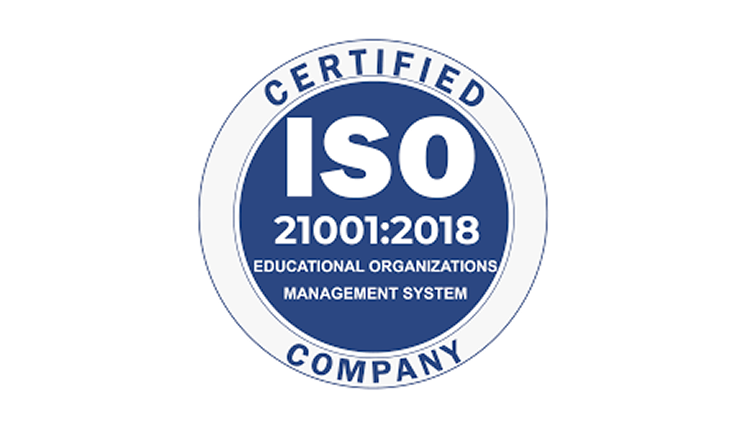 CERTIFIED
ISO
21001:2018
EDUCATIONAL ORGANIZATIONS
MANAGEMENT SYSTEM
COMPANY